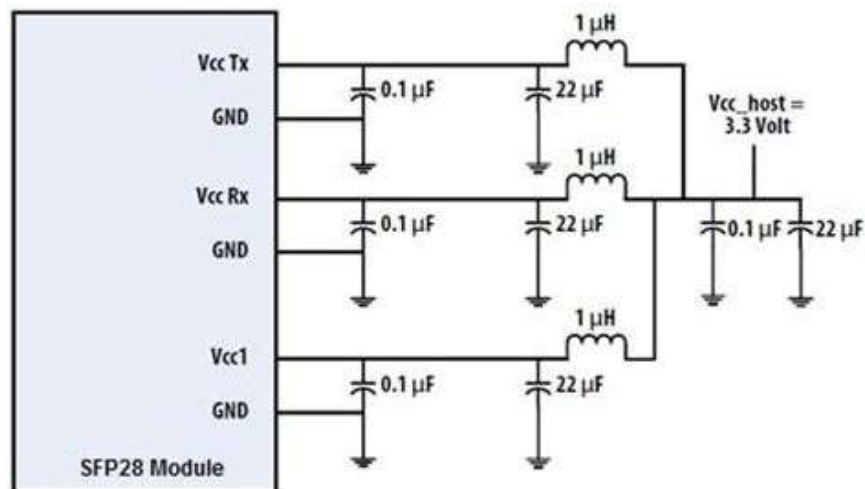 1 μH
Vcc Tx
0.1 μF
22 μF
GND
Vcc_host =
3.3 Volt
1 μH
Vcc Rx
0.1 μF
22 μF
0.1 μF
22 μF
GND
1 μH
Vcc1
0.1 μF
22 μF
GND
SFP28 Module